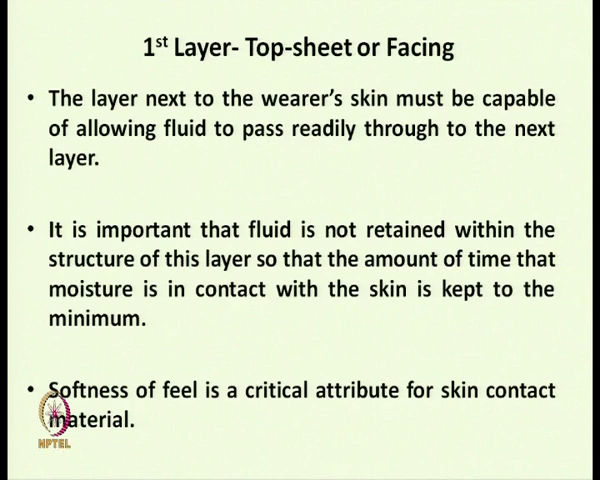 1st Layer- Top-sheet or Facing
• The layer next to the wearer's skin must be capable
of allowing fluid to pass readily through to the next
layer.
• It is important that fluid is not retained within the
structure of this layer so that the amount of time that
moisture is in contact with the skin is kept to the
minimum.
• Softness of feel is a critical attribute for skin contact
material.
NPTEL